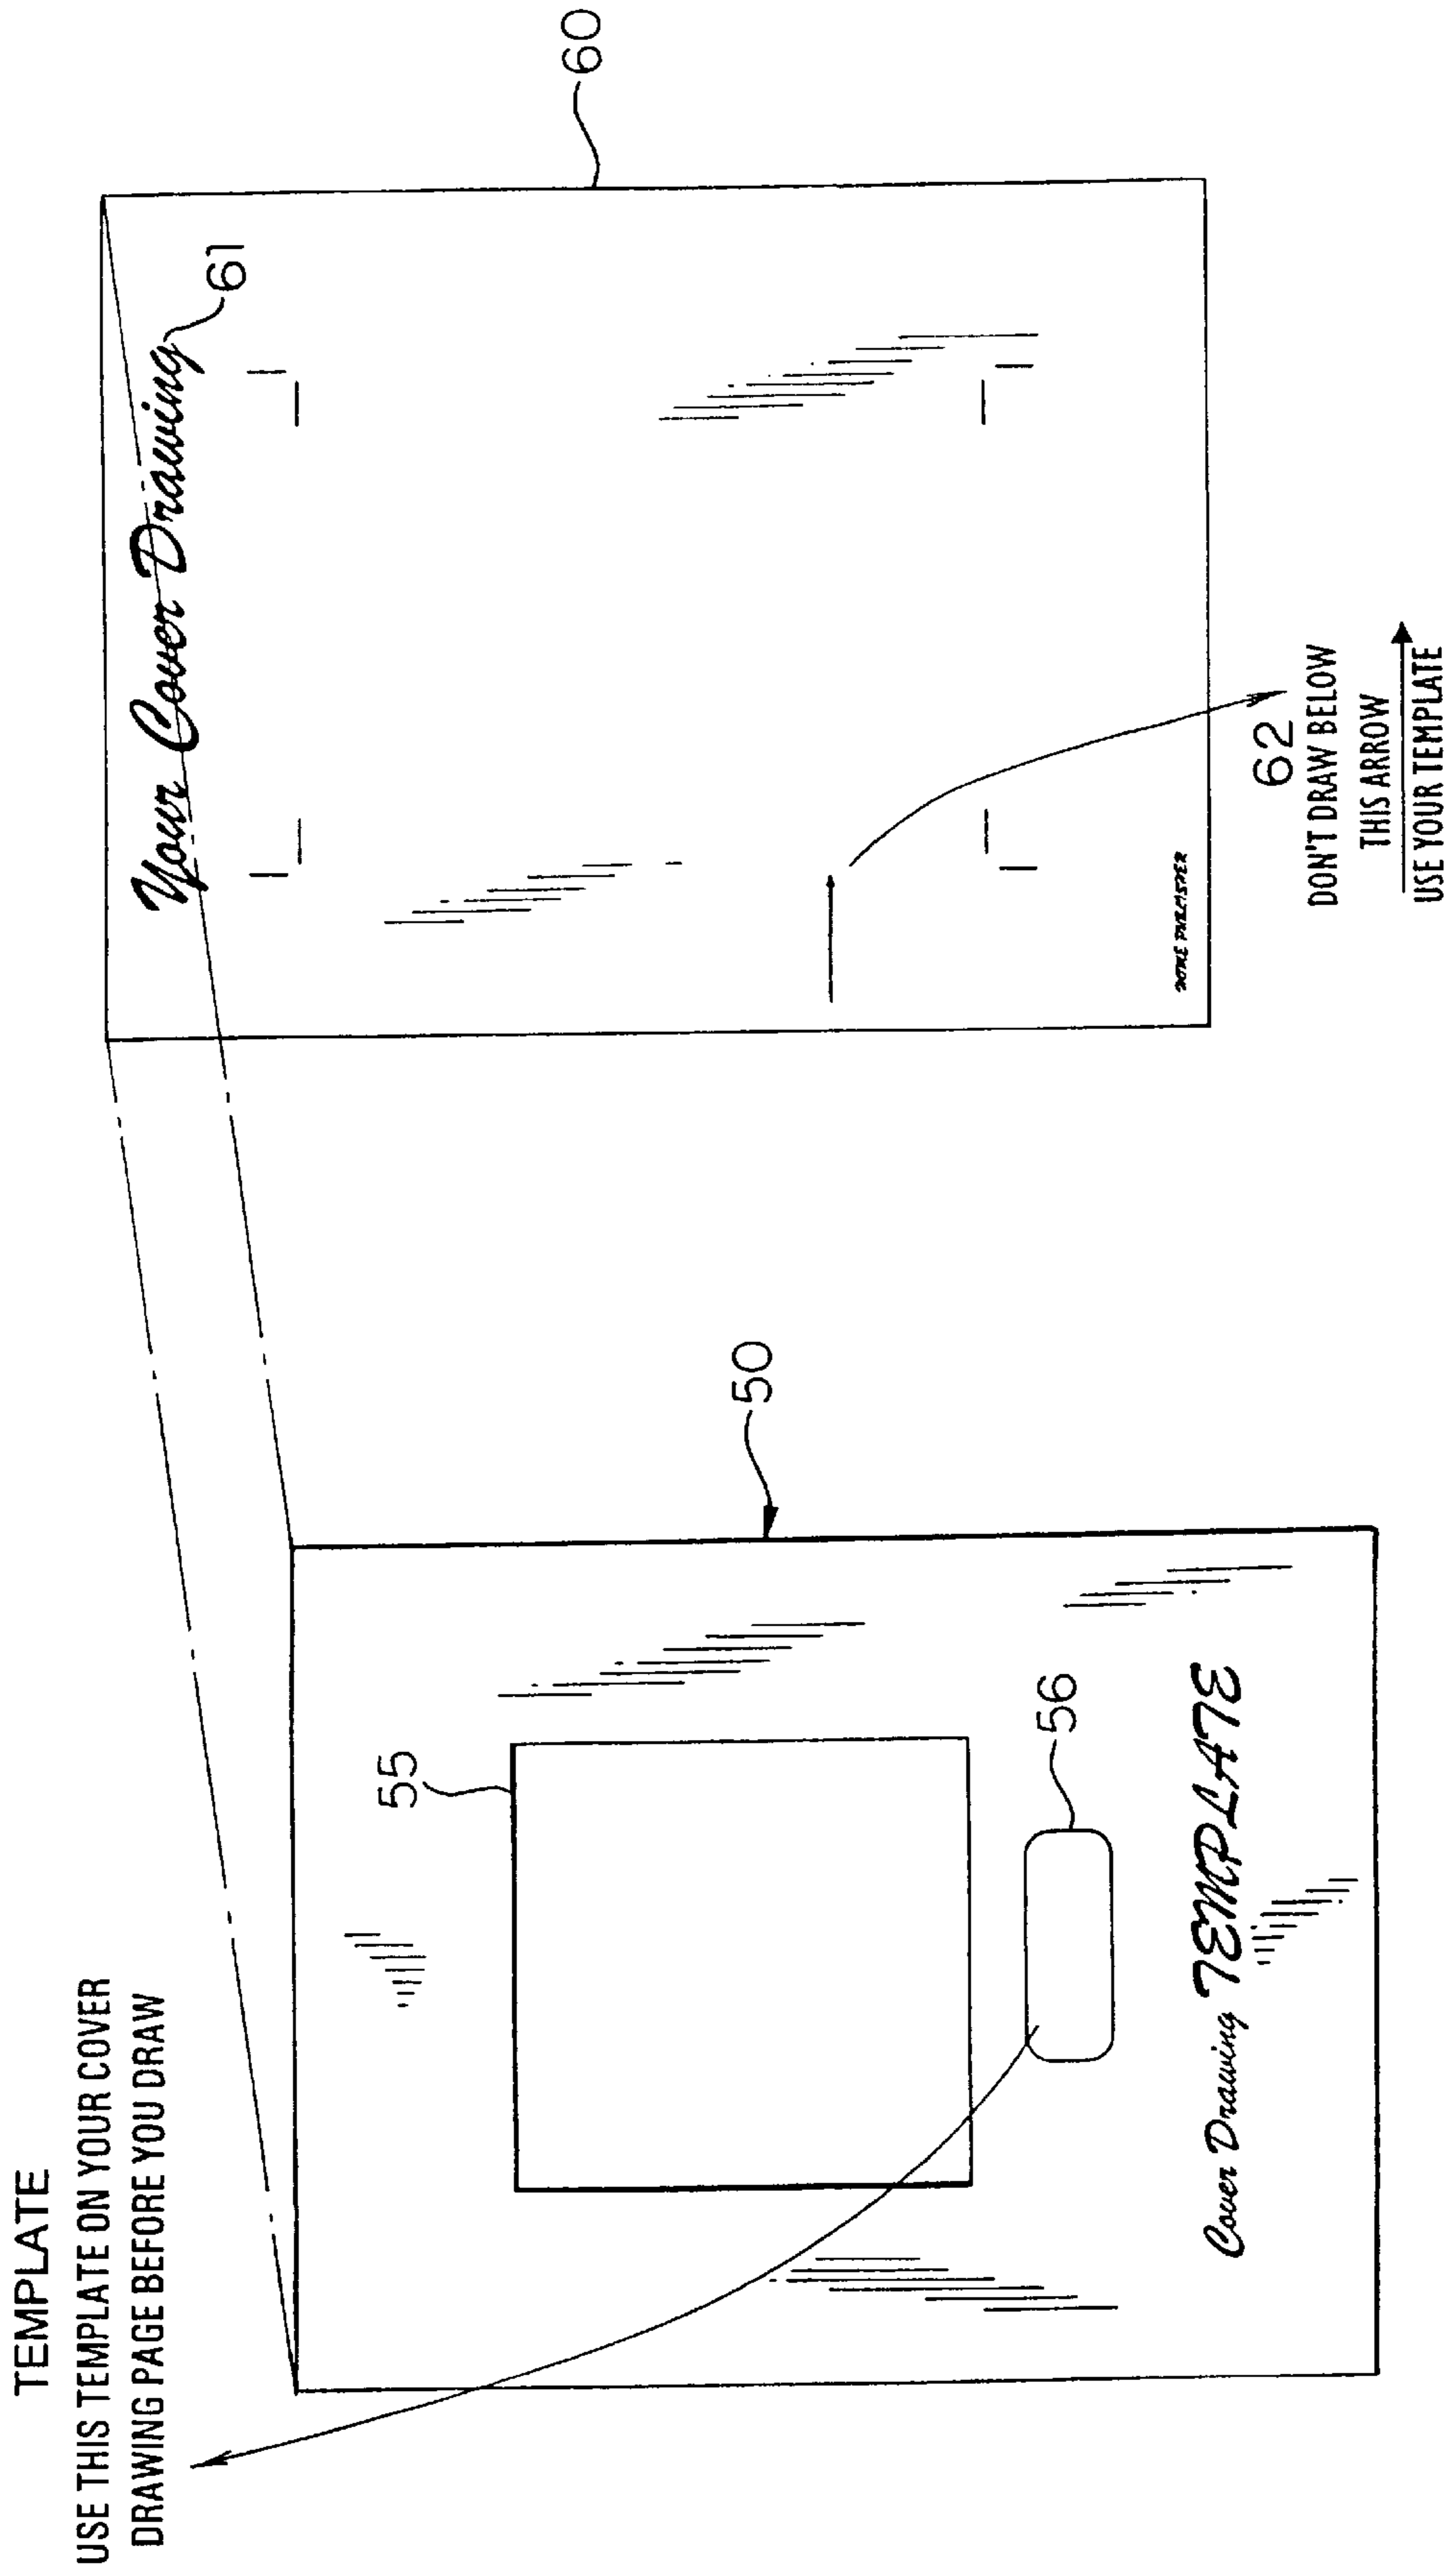 TEMPLATE
USE THIS TEMPLATE ON YOUR COVER
DRAWING PAGE BEFORE YOU DRAW
55
50
56
Cover Drawing TEMPLATE
Your Cover Drawing
61
60
62
DON'T DRAW BELOW
THIS ARROW
USE YOUR TEMPLATE